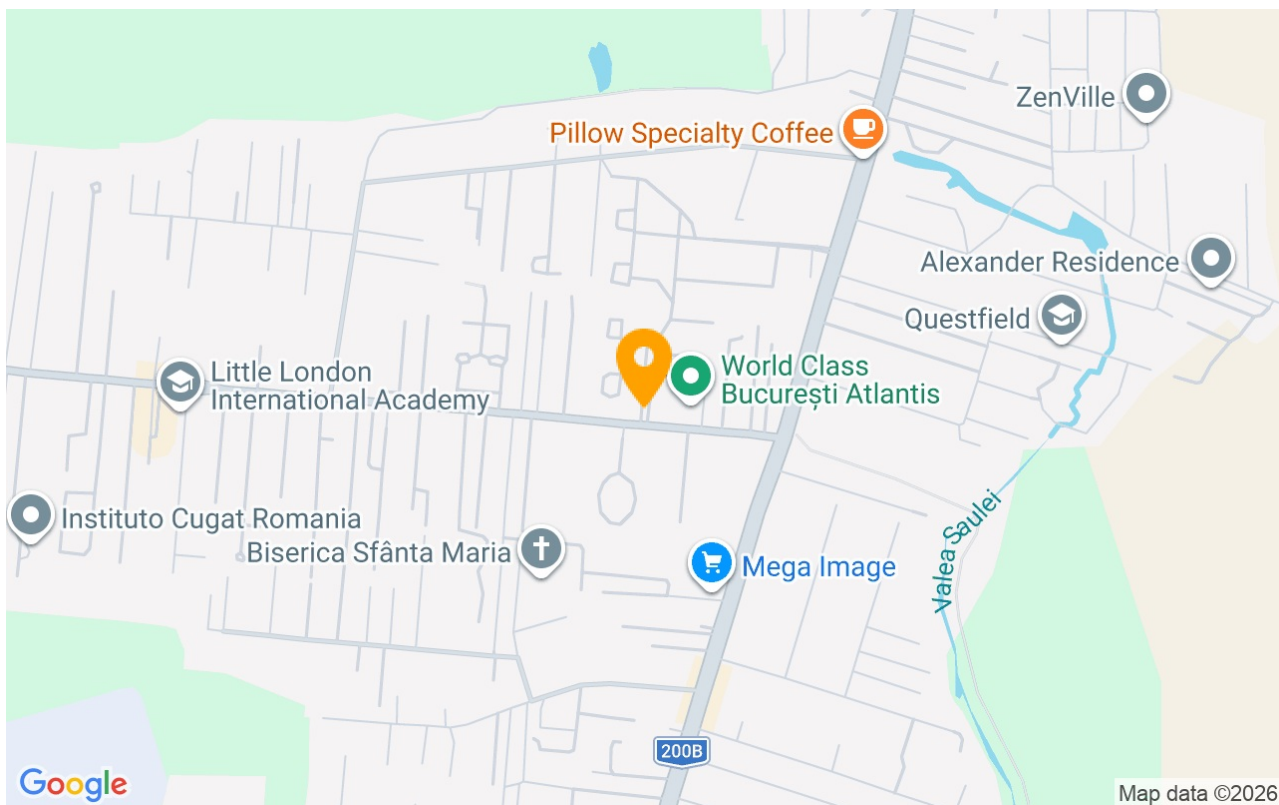 ZenVille
Pillow Specialty Coffee
Alexander Residence
Questfield
World Class
București Atlantis
Little London
International Academy
Instituto Cugat Romania
Biserica Sfânta Maria
Mega Image
Valea Saulei
200B
Google
Map data ©2026